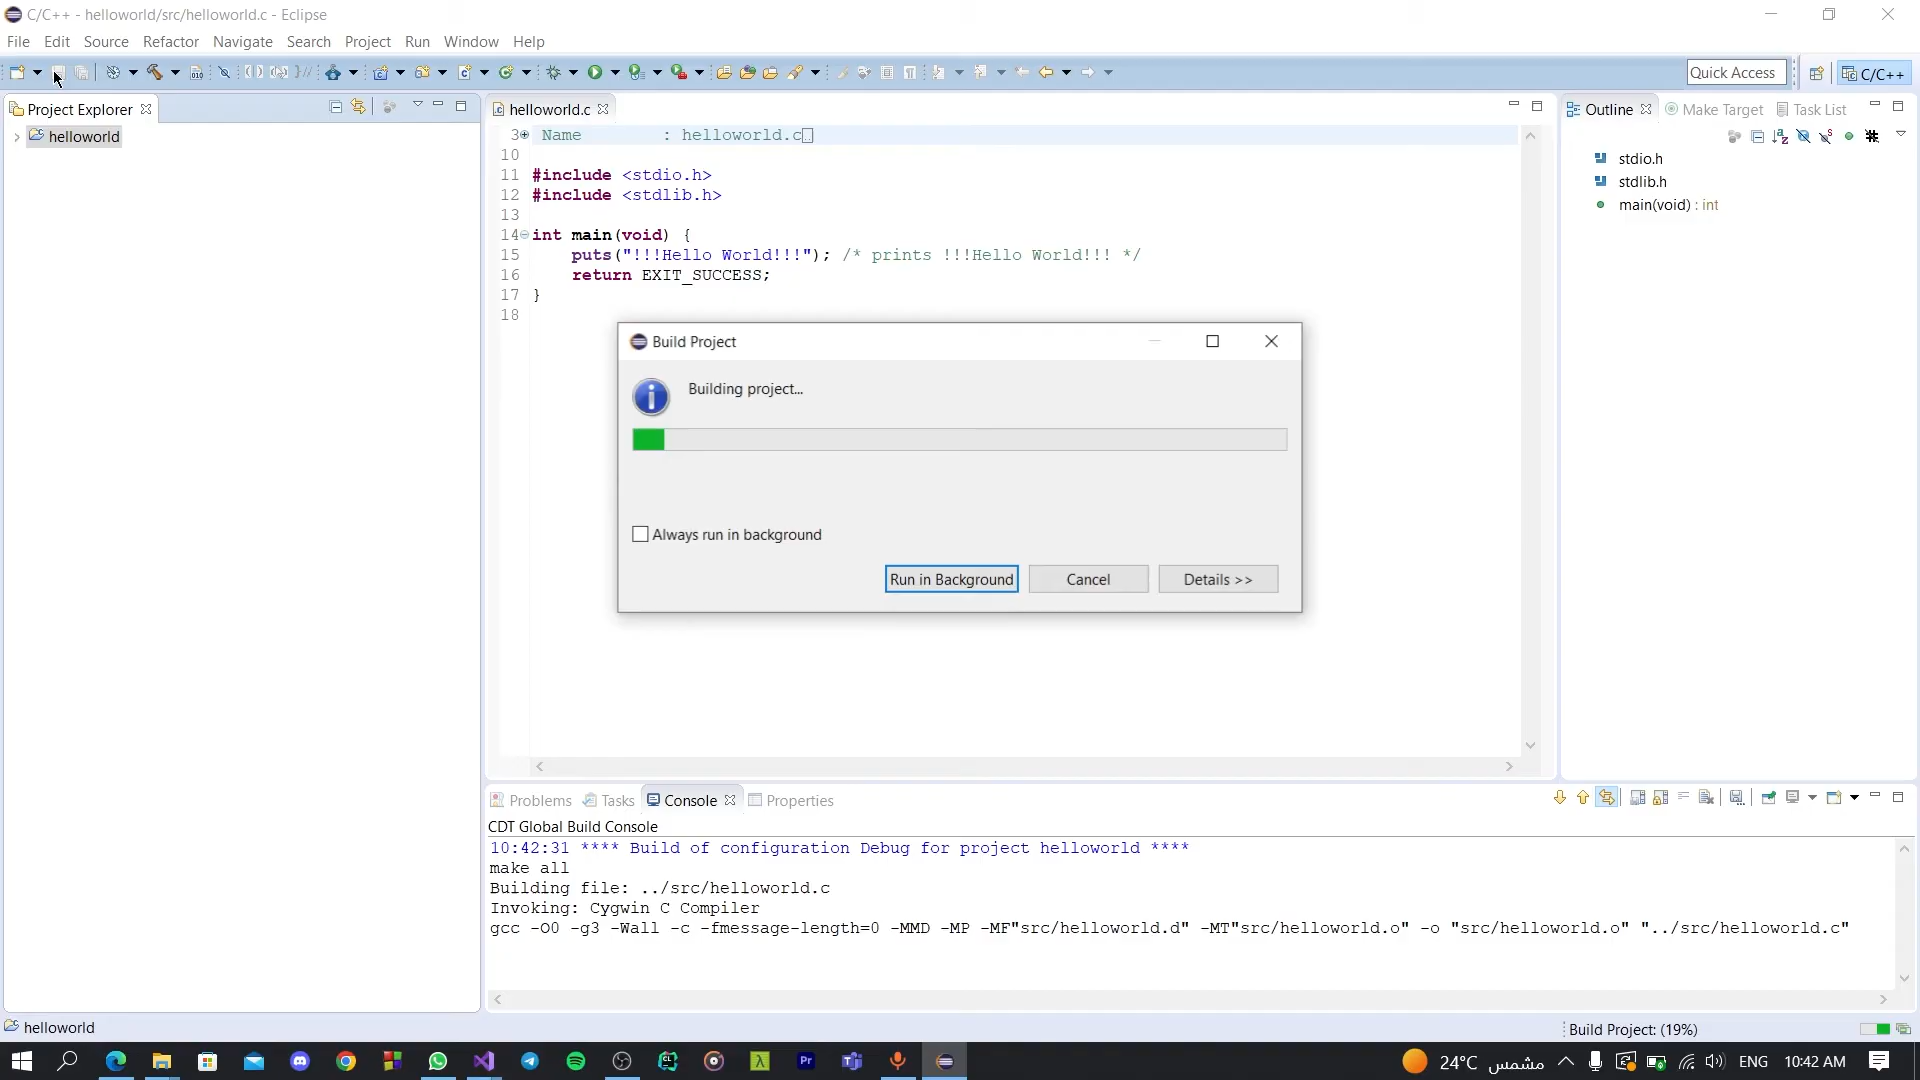 C/C++ - helloworld/src/helloworld.c - Eclipse
File Edit Source Refactor Navigate Search Project Run Window Help
Quick Access
C/C++
Project Explorer
helloworld
helloworld.c
3 Name : helloworld.c
10
11 #include <stdio.h>
12 #include <stdlib.h>
13
14 int main(void) {
15 puts("!!!Hello World!!!"); /* prints !!!Hello World!!! */
16 return EXIT_SUCCESS;
17 }
18
Outline Make Target Task List
stdio.h
stdlib.h
main(void) : int
Build Project
Building project...
Always run in background
Run in Background Cancel Details >>
Problems Tasks Console Properties
CDT Global Build Console
10:42:31 **** Build of configuration Debug for project helloworld ****
make all
Building file: ../src/helloworld.c
Invoking: Cygwin C Compiler
gcc -O0 -g3 -Wall -c -fmessage-length=0 -MMD -MP -MF"src/helloworld.d" -MT"src/helloworld.o" -o "src/helloworld.o" "../src/helloworld.c"
helloworld
Build Project: (19%)
24°C مشمس ENG 10:42 AM